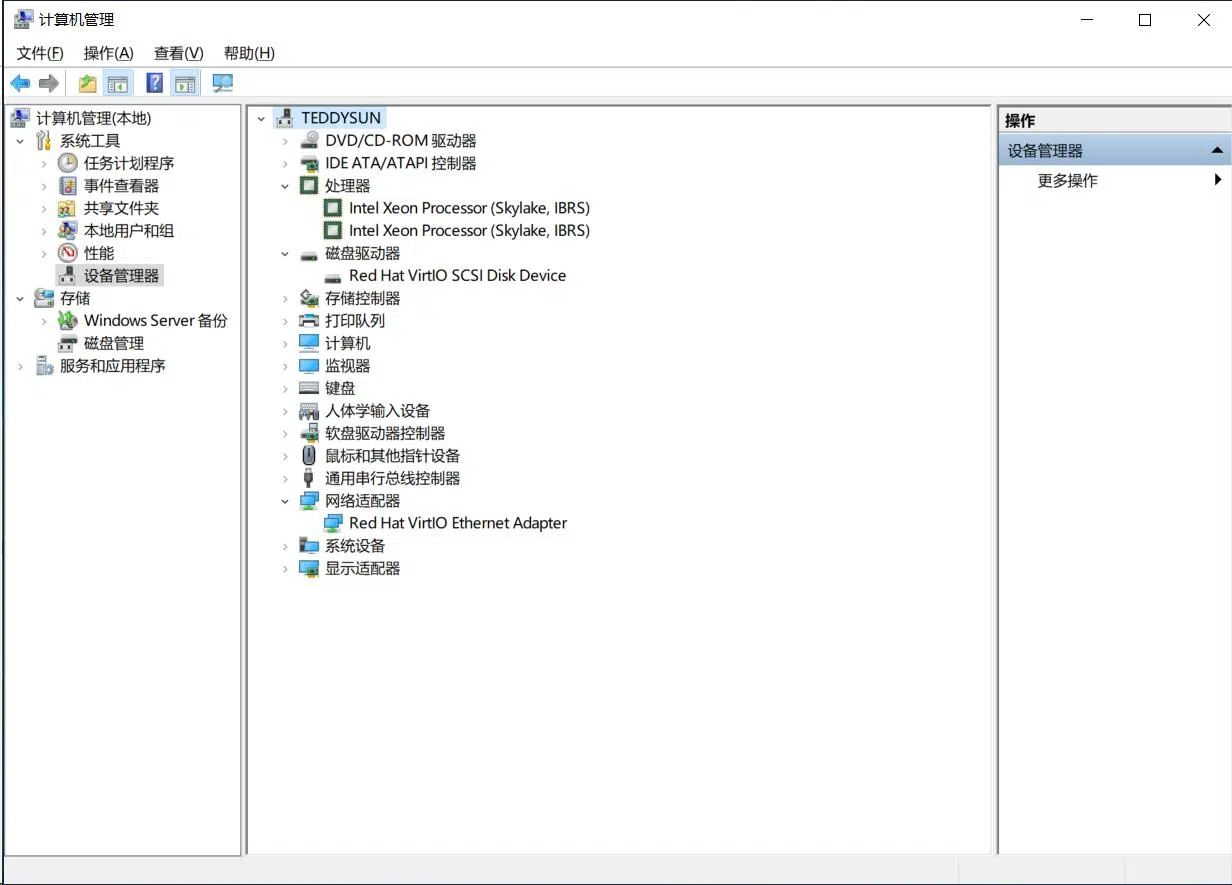 计算机管理
文件(F) 操作(A) 查看(V) 帮助(H)
计算机管理(本地)
系统工具
任务计划程序
事件查看器
共享文件夹
本地用户和组
性能
设备管理器
存储
Windows Server 备份
磁盘管理
服务和应用程序
TEDDYSUN
DVD/CD-ROM 驱动器
IDE ATA/ATAPI 控制器
处理器
Intel Xeon Processor (Skylake, IBRS)
Intel Xeon Processor (Skylake, IBRS)
磁盘驱动器
Red Hat VirtIO SCSI Disk Device
存储控制器
打印队列
计算机
监视器
键盘
人体学输入设备
软盘驱动器控制器
鼠标和其他指针设备
通用串行总线控制器
网络适配器
Red Hat VirtIO Ethernet Adapter
系统设备
显示适配器
操作
设备管理器
更多操作